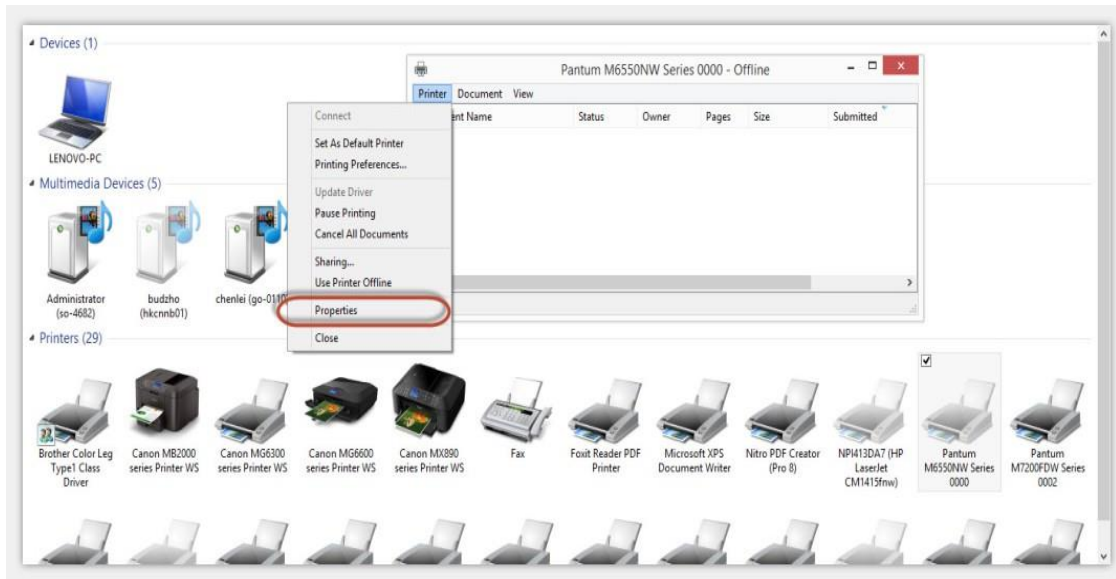 Devices (1)
LENOVO-PC
Multimedia Devices (5)
Administrator
(so-4682)
budzho
(hkcnnb01)
chenlei (go-0110)
Pantum M6550NW Series 0000 - Offline
Printer Document View
ent Name Status Owner Pages Size Submitted
Connect
Set As Default Printer
Printing Preferences...
Update Driver
Pause Printing
Cancel All Documents
Sharing...
Use Printer Offline
Properties
Close
Printers (29)
Brother Color Leg
Type1 Class
Driver
Canon MB2000
series Printer WS
Canon MG6300
series Printer WS
Canon MG6600
series Printer WS
Canon MX890
series Printer WS
Fax
Foxit Reader PDF
Printer
Microsoft XPS
Document Writer
Nitro PDF Creator
(Pro 8)
NPI413DA7 (HP
LaserJet
CM1415fnw)
Pantum
M6550NW Series
0000
Pantum
M7200FDW Series
0002